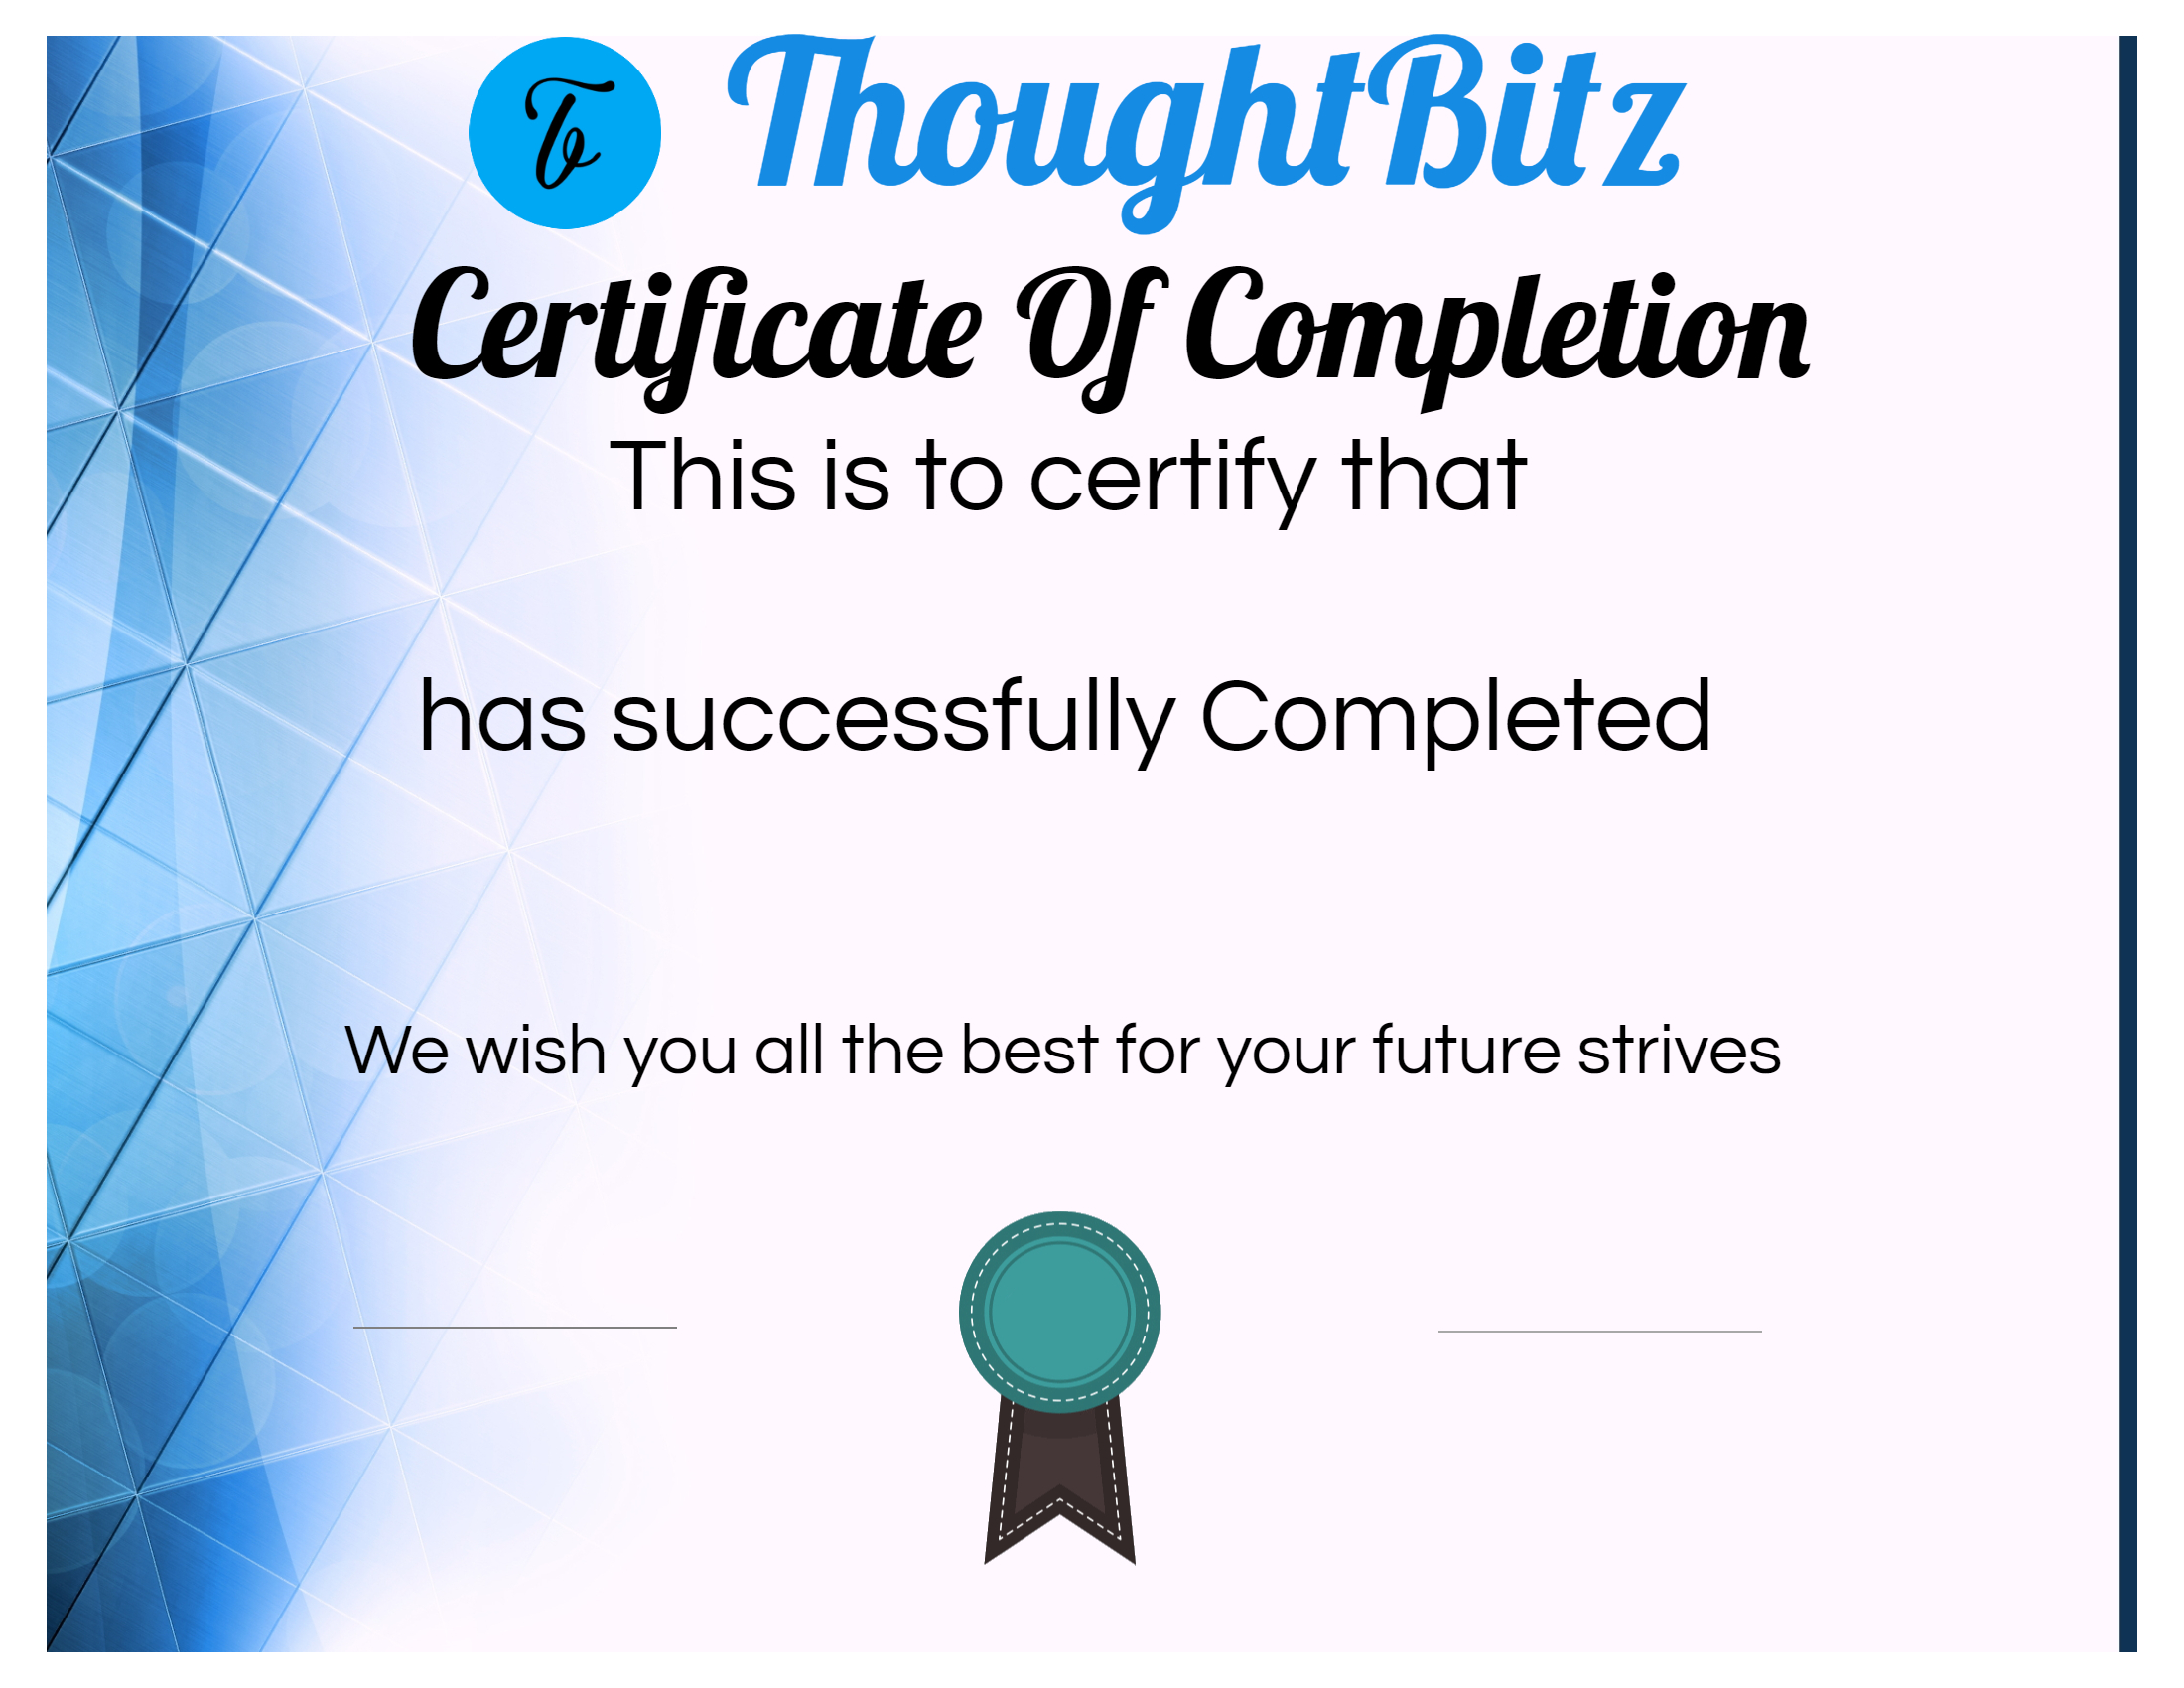 Tb ThoughtBitz
Certificate Of Completion
This is to certify that
has successfully Completed
We wish you all the best for your future strives